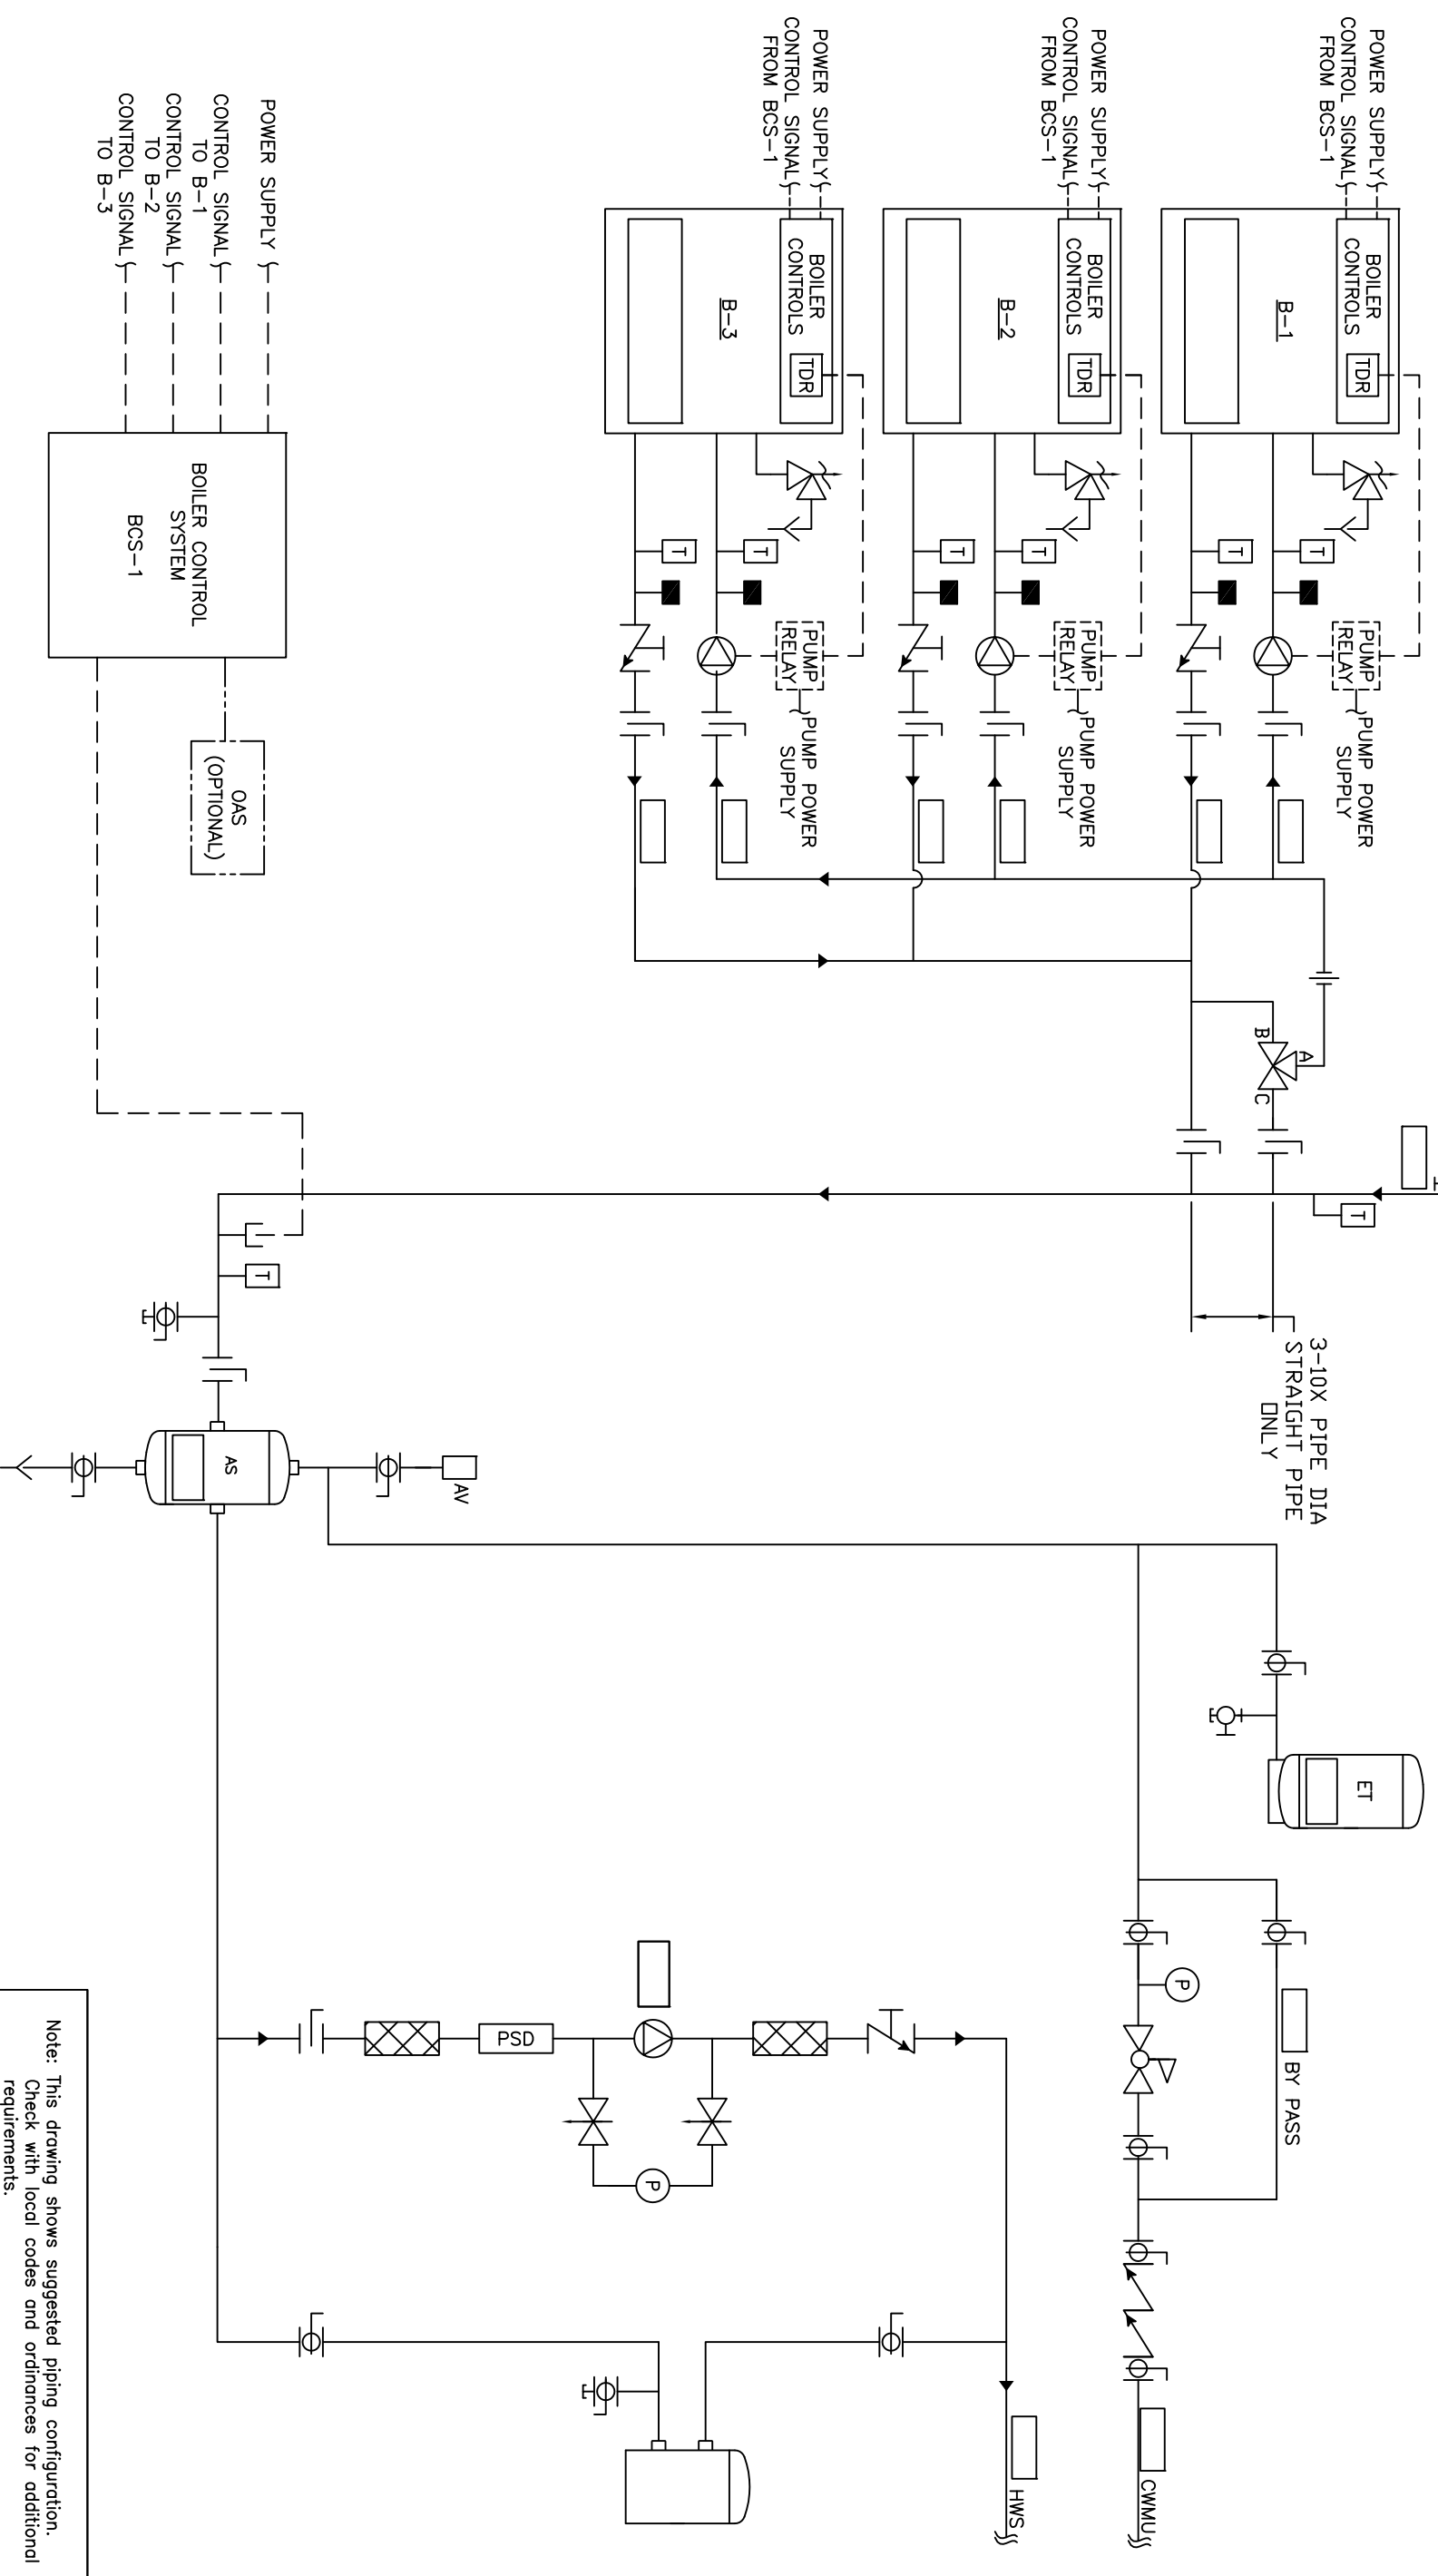 POWER SUPPLY
CONTROL SIGNAL
FROM BCS-1
BOILER
CONTROLS
TDR
B-3
T
T
PUMP
RELAY
PUMP POWER
SUPPLY
POWER SUPPLY
CONTROL SIGNAL
FROM BCS-1
BOILER
CONTROLS
TDR
B-2
T
T
PUMP
RELAY
PUMP POWER
SUPPLY
POWER SUPPLY
CONTROL SIGNAL
FROM BCS-1
BOILER
CONTROLS
TDR
B-1
T
T
PUMP
RELAY
PUMP POWER
SUPPLY
POWER SUPPLY
CONTROL SIGNAL
TO B-1
CONTROL SIGNAL
TO B-2
CONTROL SIGNAL
TO B-3
BOILER CONTROL
SYSTEM
BCS-1
OAS
(OPTIONAL)
A
B
C
T
3-10X PIPE DIA
STRAIGHT PIPE
ONLY
T
AS
AV
ET
P
BY PASS
PSD
P
CWMU
HWS
Note: This drawing shows suggested piping configuration.
Check with local codes and ordinances for additional
requirements.